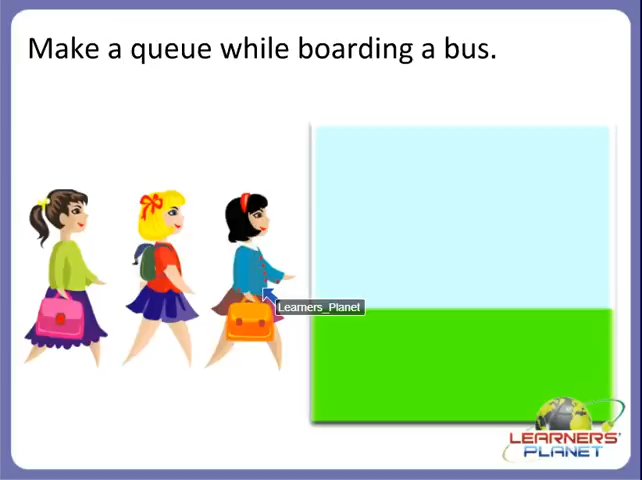 Make a queue while boarding a bus.
Learners_Planet
LEARNERS'
PLANET